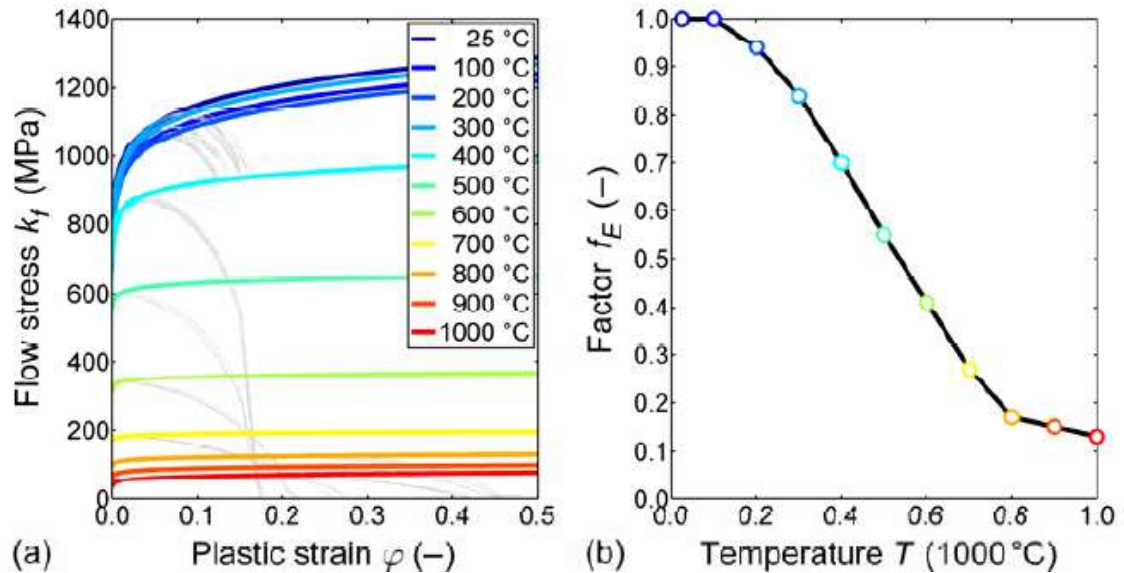 1400
1200
1000
800
600
400
200
0
Flow stress k_f (MPa)
25 °C
100 °C
200 °C
300 °C
400 °C
500 °C
600 °C
700 °C
800 °C
900 °C
1000 °C
0.0 0.1 0.2 0.3 0.4 0.5
(a) Plastic strain φ (–)
1.0
0.9
0.8
0.7
0.6
0.5
0.4
0.3
0.2
0.1
0.0
Factor f_E (–)
0.0 0.2 0.4 0.6 0.8 1.0
(b) Temperature T (1000 °C)